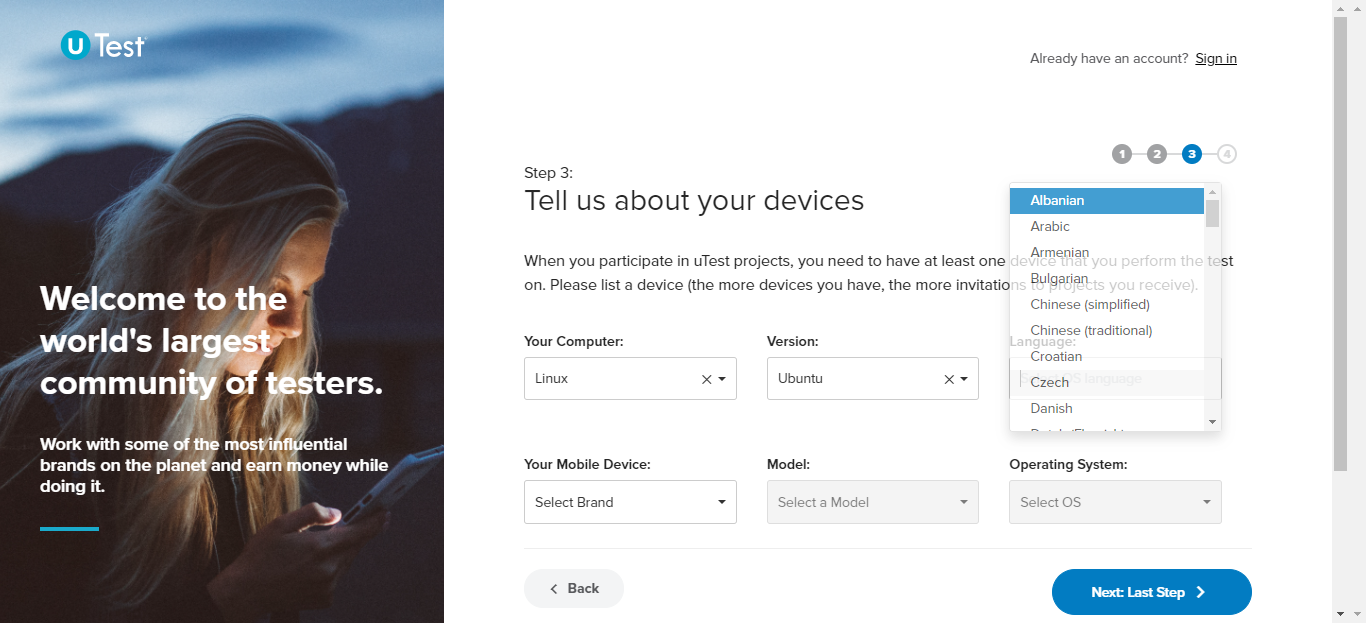 uTest
Already have an account? Sign in
1 2 3 4
Step 3:
Tell us about your devices
When you participate in uTest projects, you need to have at least one device that you perform the test
on. Please list a device (the more devices you have, the more invitations to projects you receive).
Welcome to the
world's largest
community of testers.
Work with some of the most influential
brands on the planet and earn money while
doing it.
Your Computer:
Linux
Version:
Ubuntu
Language:
Select OS language
Albanian
Arabic
Armenian
Bulgarian
Chinese (simplified)
Chinese (traditional)
Croatian
Czech
Danish
Your Mobile Device:
Select Brand
Model:
Select a Model
Operating System:
Select OS
Back
Next: Last Step